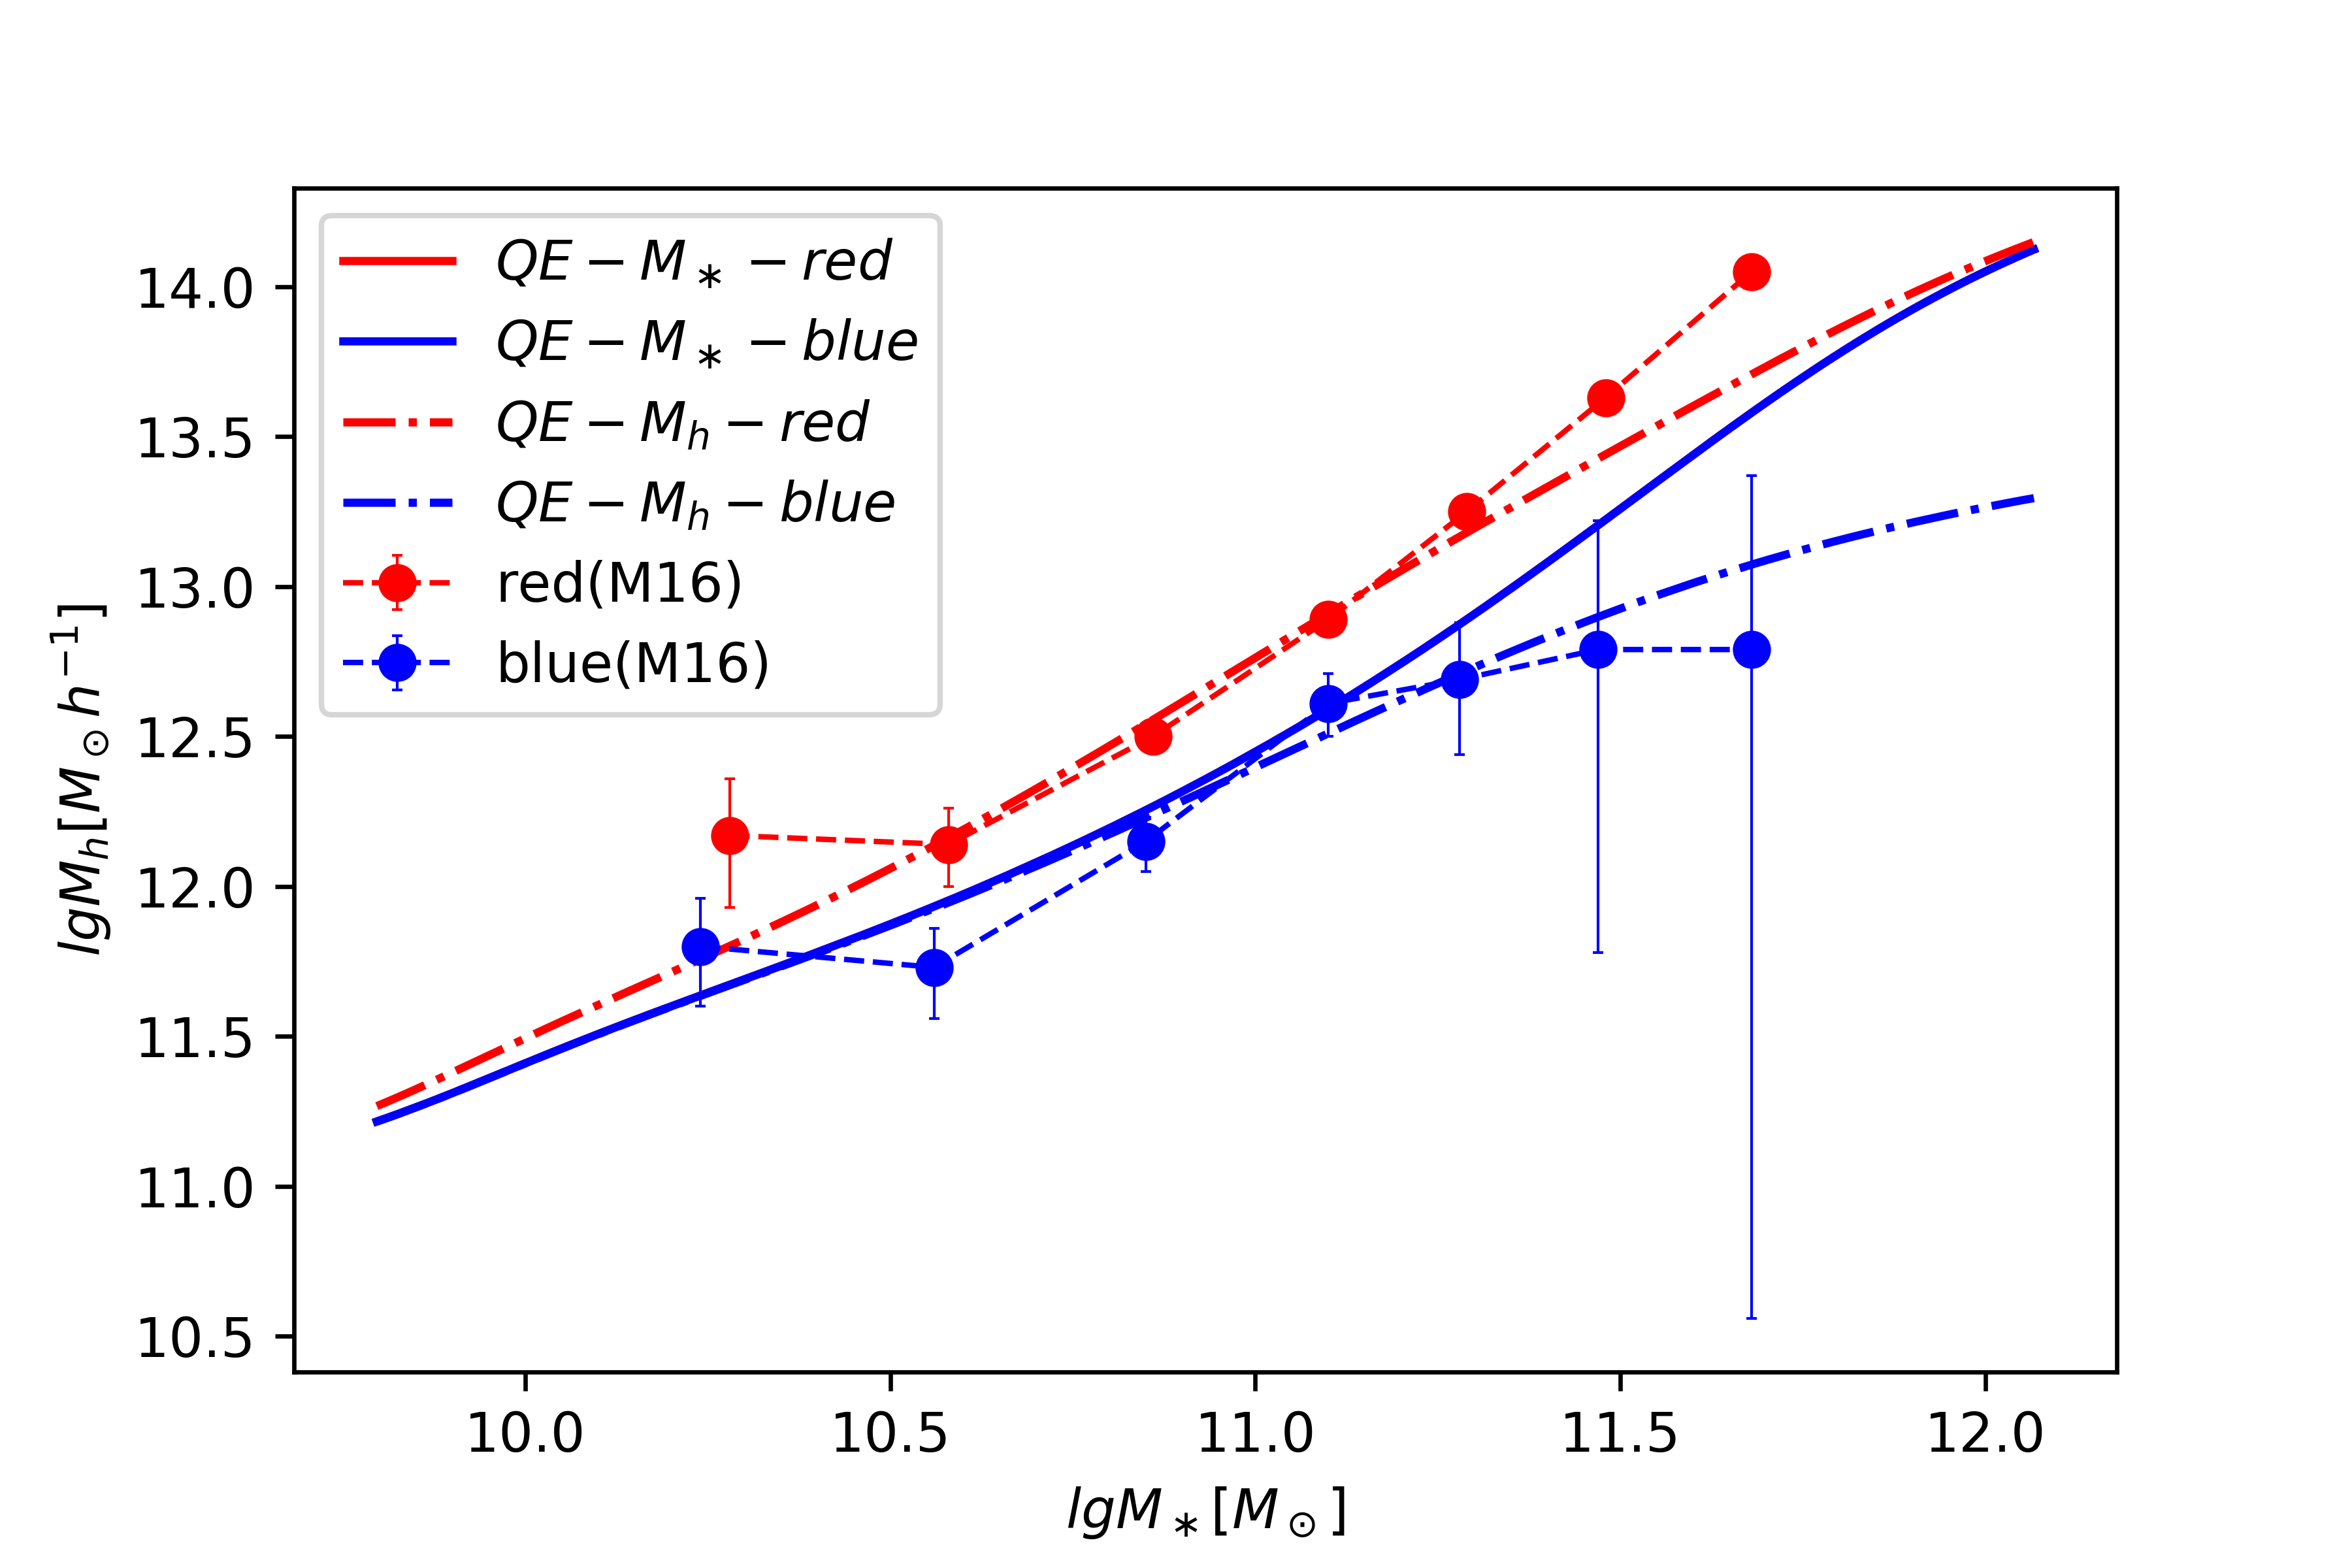 QE − M∗ − red
QE − M∗ − blue
QE − Mₕ − red
QE − Mₕ − blue
red(M16)
blue(M16)
14.0
13.5
13.0
12.5
12.0
11.5
11.0
10.5
lgMₕ[M⊙h⁻¹]
10.0 10.5 11.0 11.5 12.0
lgM∗[M⊙]